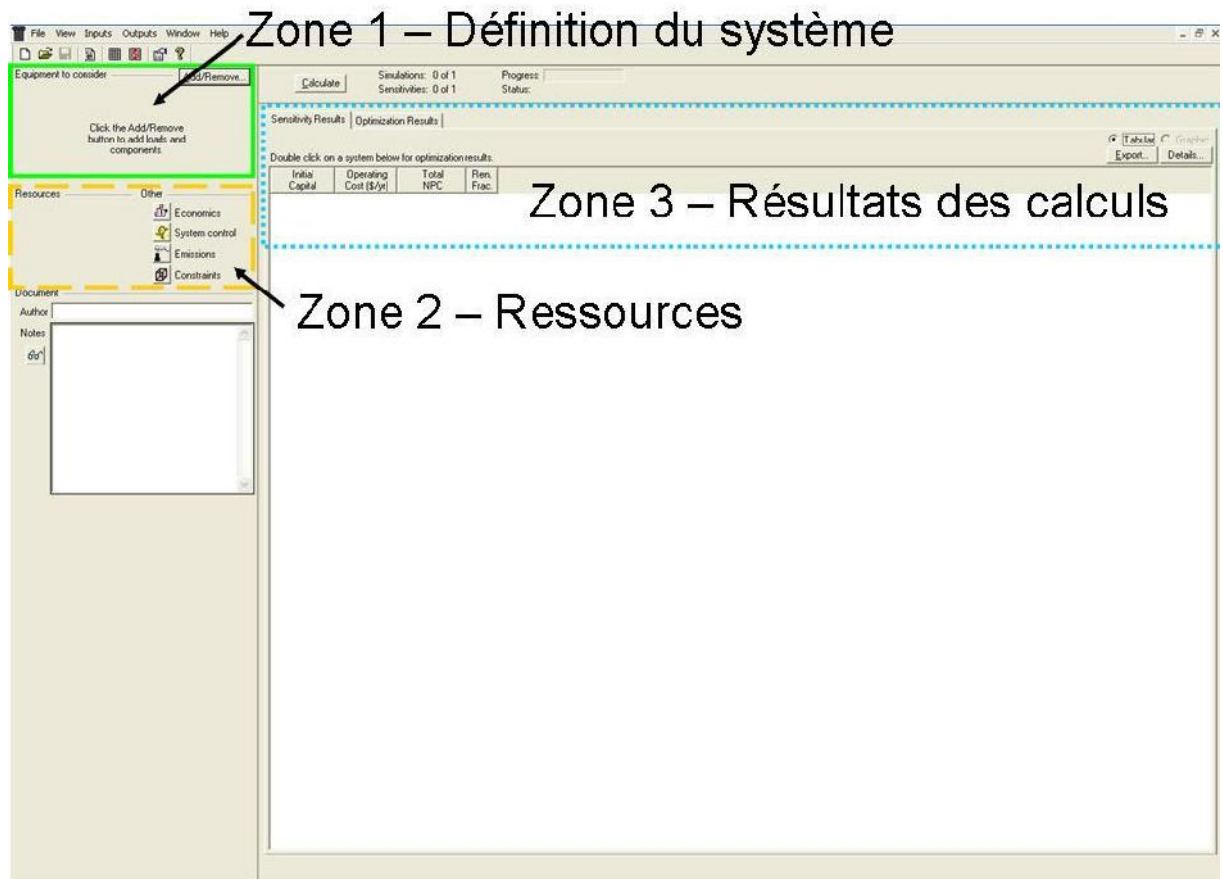 File View Inputs Outputs Window Help
Zone 1 – Définition du système
Equipment to consider Add/Remove...
Click the Add/Remove
button to add loads and
components.
Calculate
Simulations: 0 of 1 Progress:
Sensitivities: 0 of 1 Status:
Sensitivity Results Optimization Results
Tabular Graphic
Double click on a system below for optimization results.
Export... Details...
Initial Operating Total Ren.
Capital Cost ($/yr) NPC Frac.
Zone 3 – Résultats des calculs
Resources Other
Economics
System control
Emissions
Constraints
Zone 2 – Ressources
Document
Author
Notes